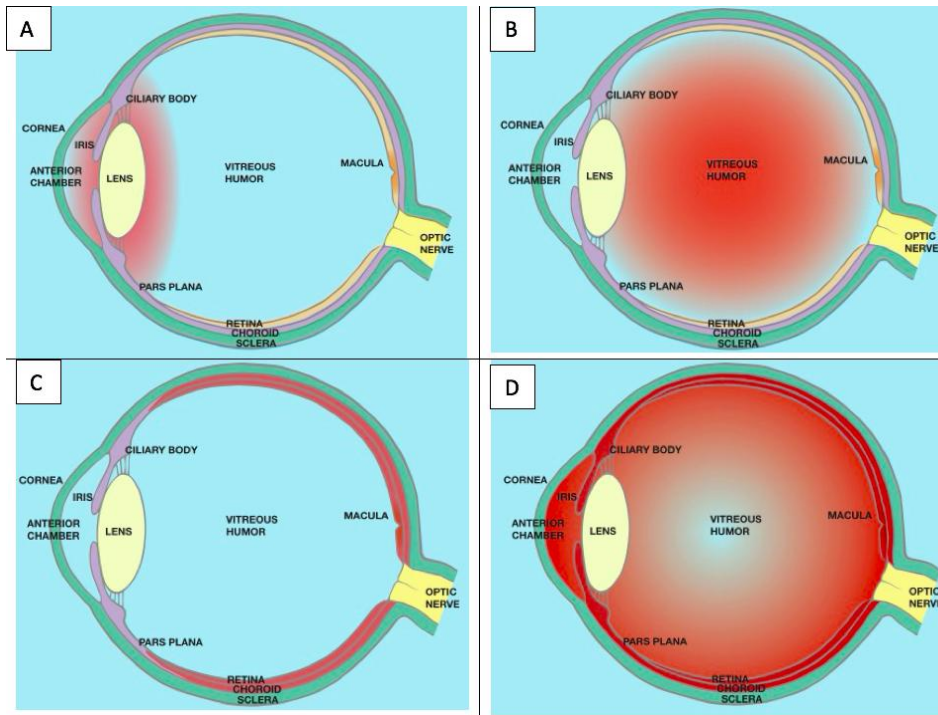 A
CILIARY BODY
CORNEA
IRIS
ANTERIOR
CHAMBER
LENS
VITREOUS
HUMOR
MACULA
OPTIC
NERVE
PARS PLANA
RETINA
CHOROID
SCLERA
B
CILIARY BODY
CORNEA
IRIS
ANTERIOR
CHAMBER
LENS
VITREOUS
HUMOR
MACULA
OPTIC
NERVE
PARS PLANA
RETINA
CHOROID
SCLERA
C
CILIARY BODY
CORNEA
IRIS
ANTERIOR
CHAMBER
LENS
VITREOUS
HUMOR
MACULA
OPTIC
NERVE
PARS PLANA
RETINA
CHOROID
SCLERA
D
CILIARY BODY
CORNEA
IRIS
ANTERIOR
CHAMBER
LENS
VITREOUS
HUMOR
MACULA
OPTIC
NERVE
PARS PLANA
RETINA
CHOROID
SCLERA